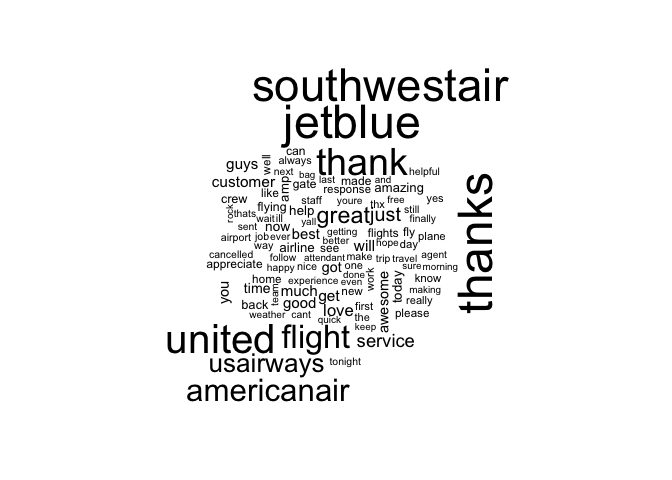 southwestair
jetblue
can
guys well always thank
next bag helpful
customer amp gate last made and
like response amazing
crew staff youre thx free yes
rock thats flying help great just still
wait ill yall finally
sent now best getting flights fly plane
airport job ever better
way airline see will hope day
cancelled follow attendant make trip travel agent
appreciate happy nice got one sure morning
done
home experience even work know
you time team much get new awesome today making
back good love first really
weather cant quick the please
keep
thanks
united flight service
usairways tonight
americanair